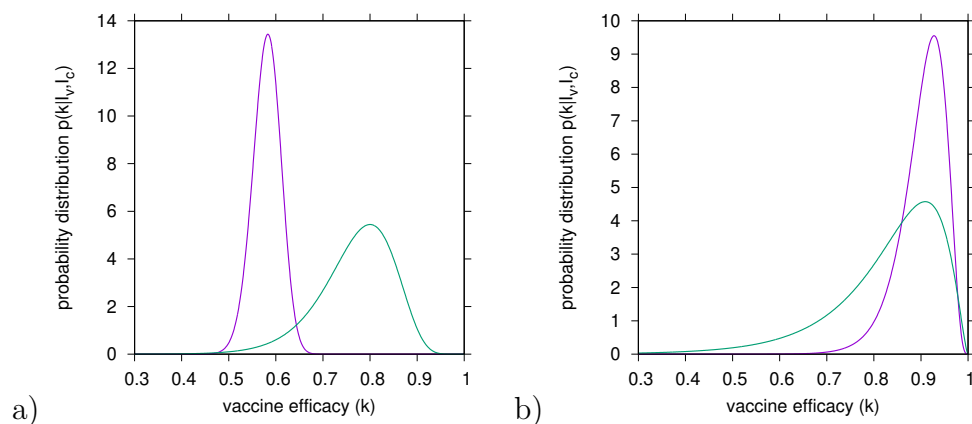 14
12
10
8
6
4
2
0
0.3 0.4 0.5 0.6 0.7 0.8 0.9 1
probability distribution p(k|I_v,I_c)
vaccine efficacy (k)
a)
10
9
8
7
6
5
4
3
2
1
0
0.3 0.4 0.5 0.6 0.7 0.8 0.9 1
probability distribution p(k|I_v,I_c)
vaccine efficacy (k)
b)